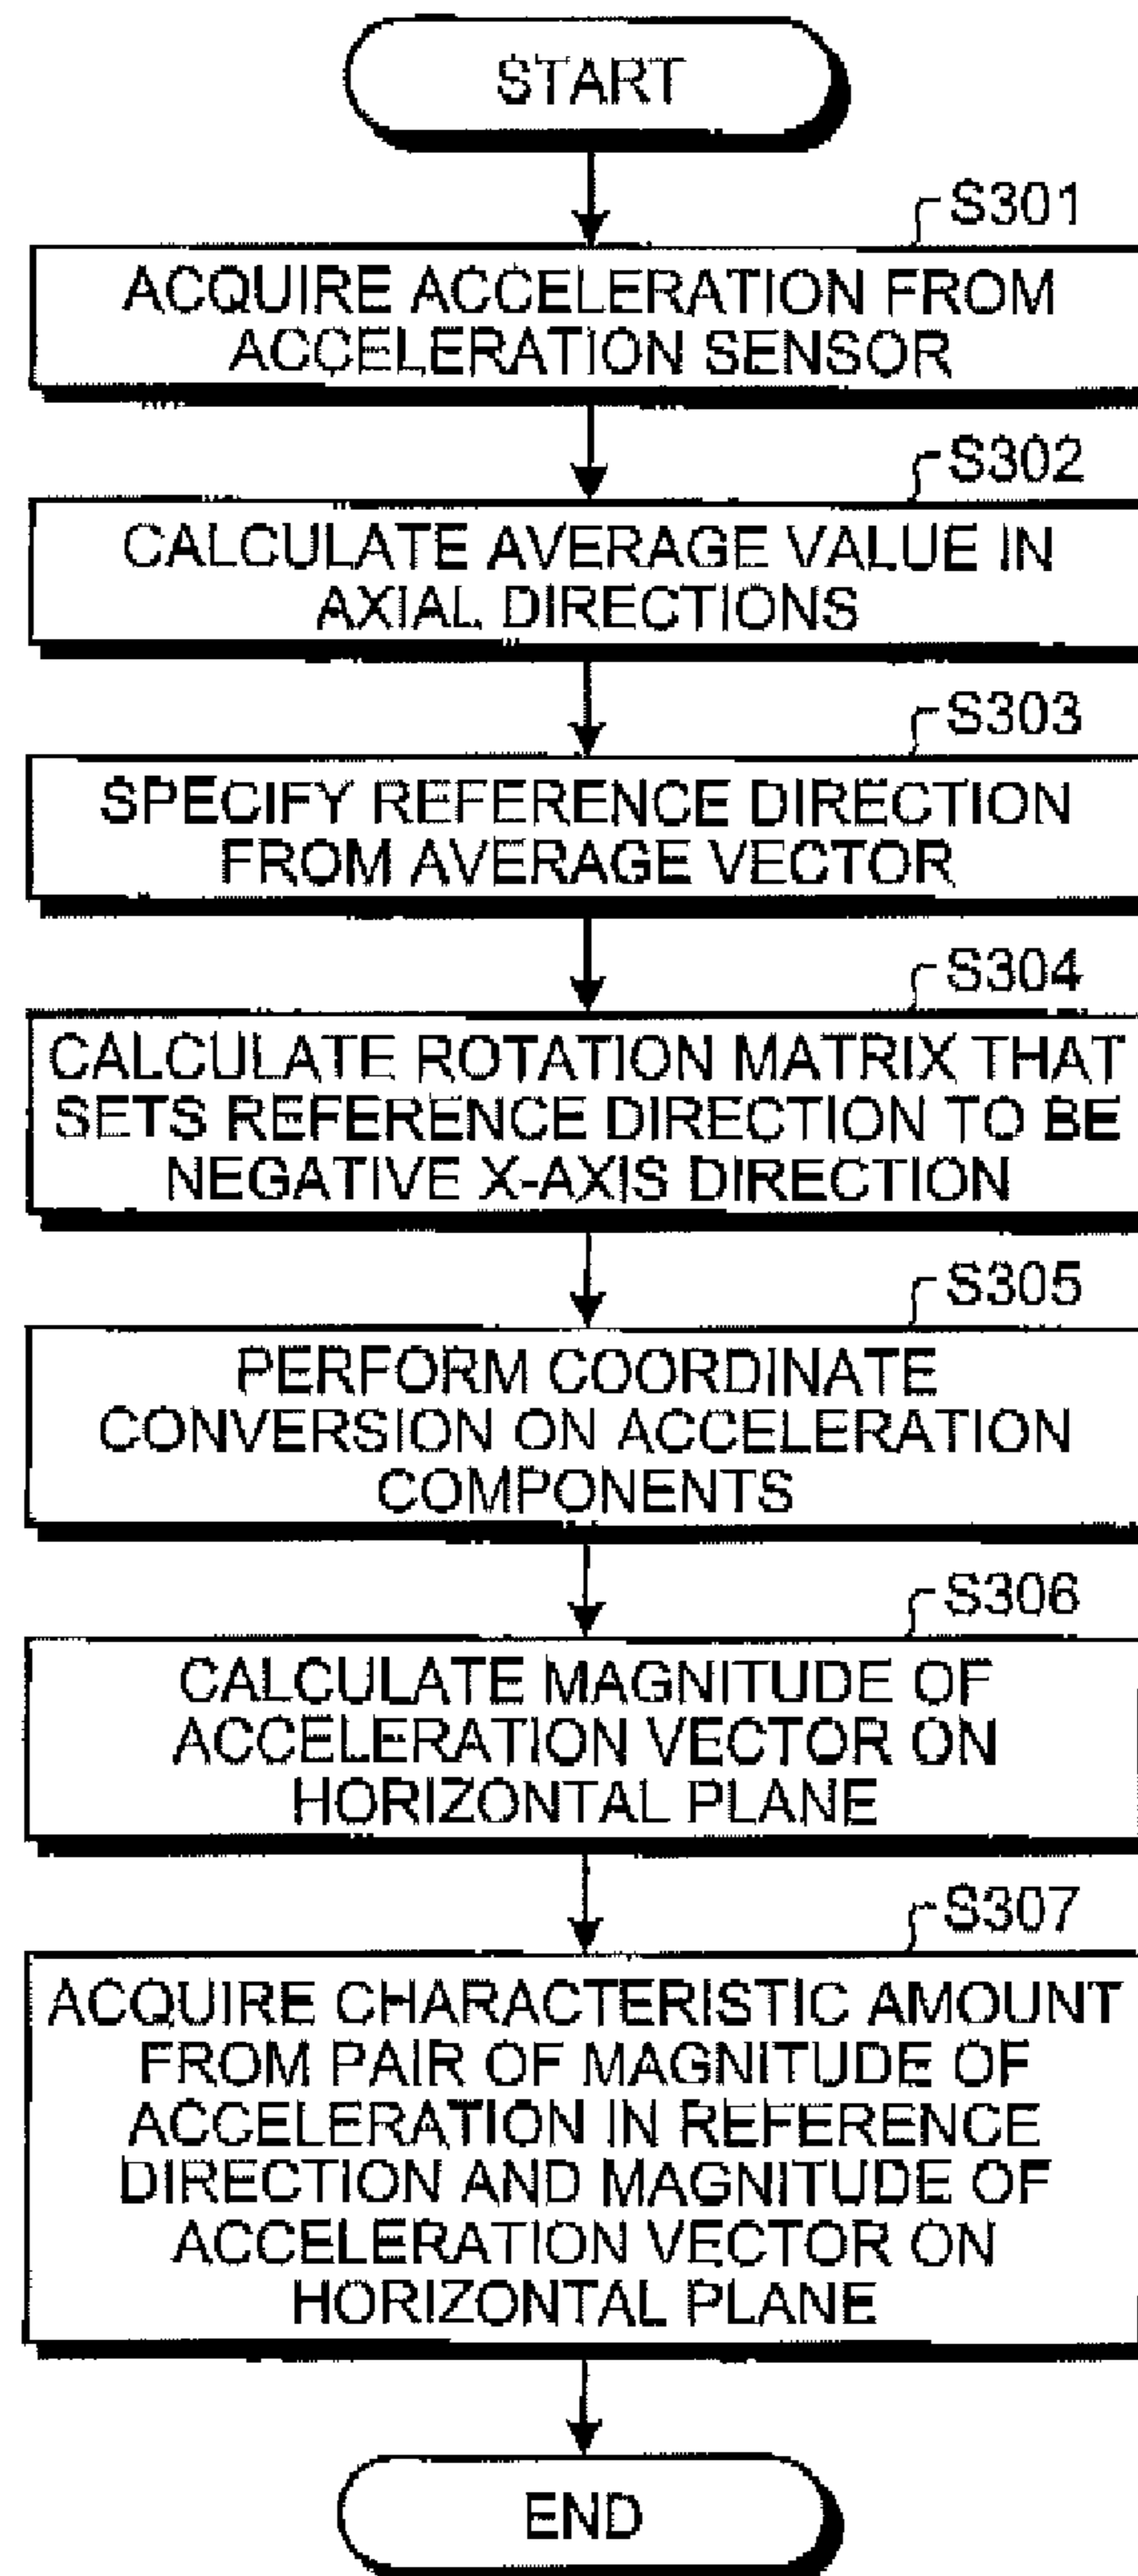 START
S301
ACQUIRE ACCELERATION FROM
ACCELERATION SENSOR
S302
CALCULATE AVERAGE VALUE IN
AXIAL DIRECTIONS
S303
SPECIFY REFERENCE DIRECTION
FROM AVERAGE VECTOR
S304
CALCULATE ROTATION MATRIX THAT
SETS REFERENCE DIRECTION TO BE
NEGATIVE X-AXIS DIRECTION
S305
PERFORM COORDINATE
CONVERSION ON ACCELERATION
COMPONENTS
S306
CALCULATE MAGNITUDE OF
ACCELERATION VECTOR ON
HORIZONTAL PLANE
S307
ACQUIRE CHARACTERISTIC AMOUNT
FROM PAIR OF MAGNITUDE OF
ACCELERATION IN REFERENCE
DIRECTION AND MAGNITUDE OF
ACCELERATION VECTOR ON
HORIZONTAL PLANE
END